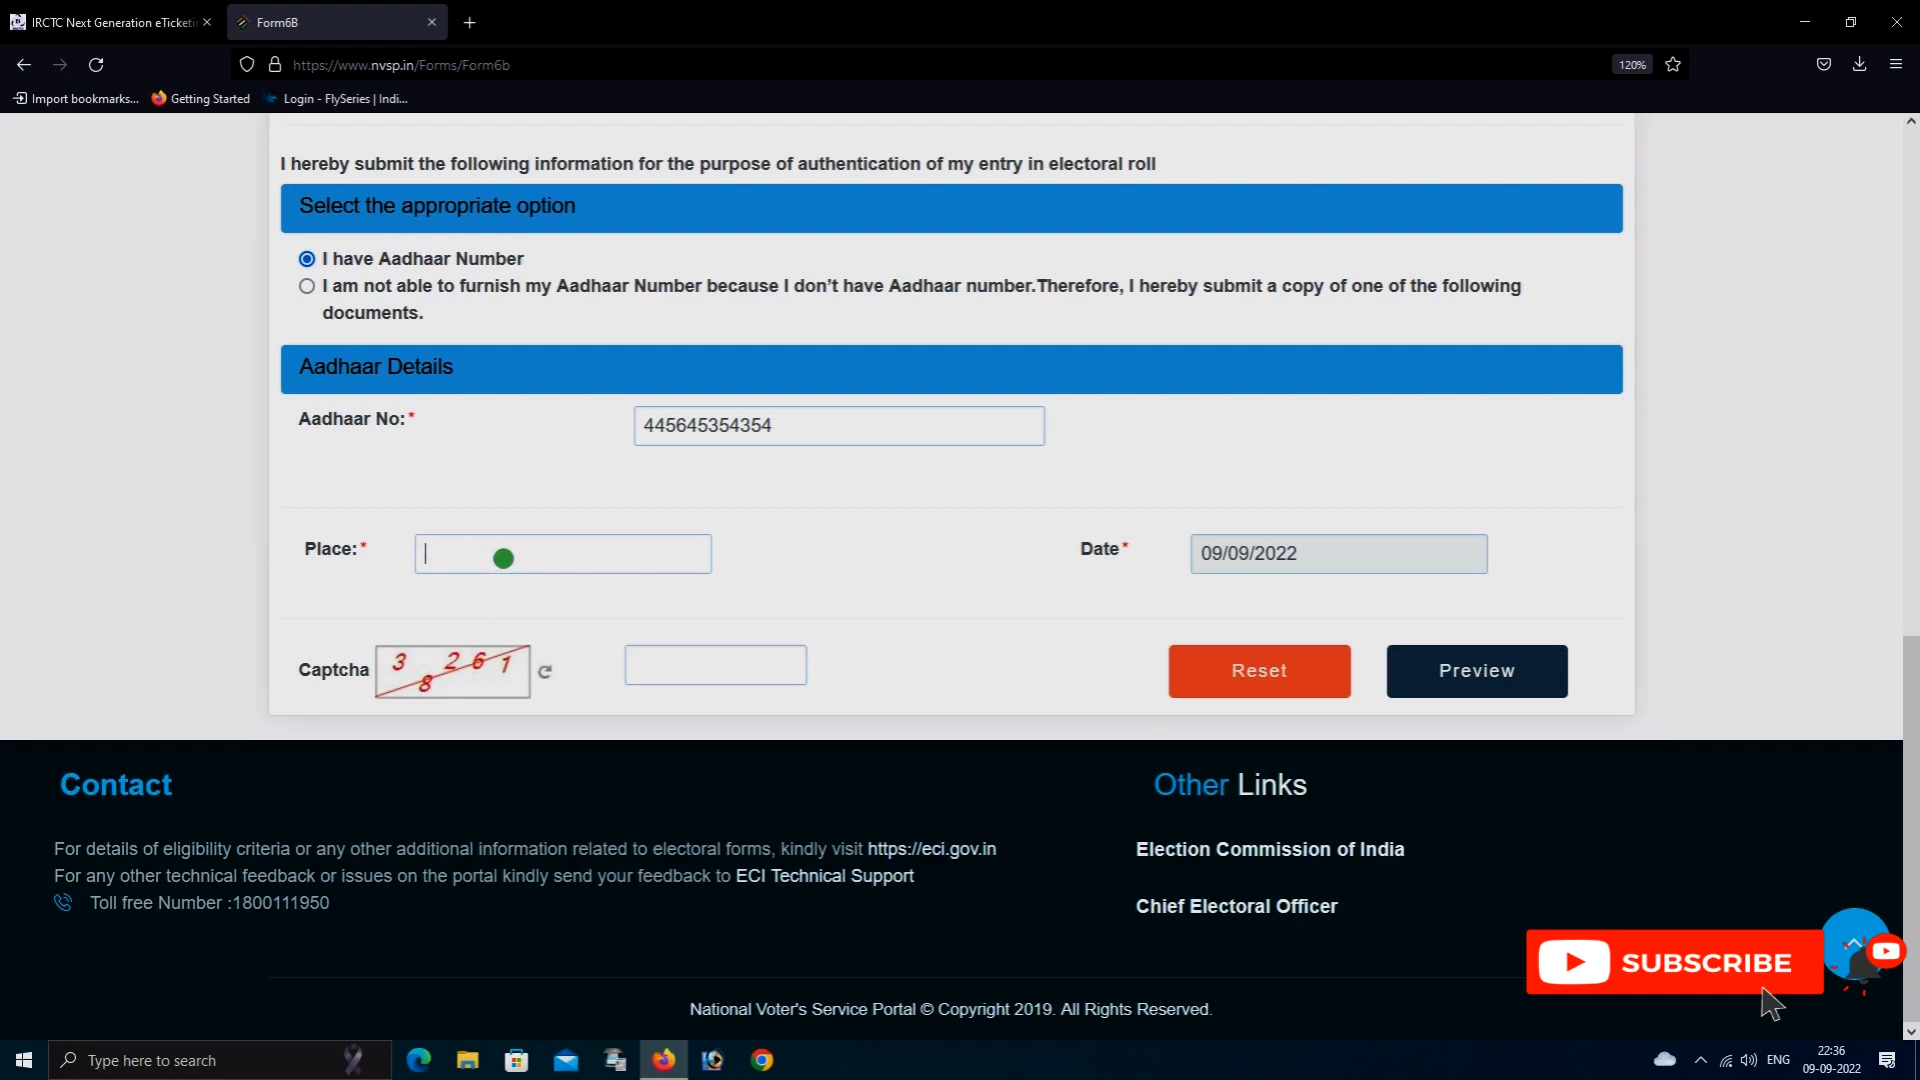 IRCTC Next Generation eTicketin
Form6B
https://www.nvsp.in/Forms/Form6b
120%
Import bookmarks...
Getting Started
Login - FlySeries | Indi...
I hereby submit the following information for the purpose of authentication of my entry in electoral roll
Select the appropriate option
I have Aadhaar Number
I am not able to furnish my Aadhaar Number because I don't have Aadhaar number.Therefore, I hereby submit a copy of one of the following
documents.
Aadhaar Details
Aadhaar No:*
445645354354
Place:*
Date*
09/09/2022
Captcha
3 8 2 6 1
Reset
Preview
Contact
Other Links
For details of eligibility criteria or any other additional information related to electoral forms, kindly visit https://eci.gov.in
For any other technical feedback or issues on the portal kindly send your feedback to ECI Technical Support
Toll free Number :1800111950
Election Commission of India
Chief Electoral Officer
SUBSCRIBE
National Voter's Service Portal © Copyright 2019. All Rights Reserved.
Type here to search
ENG
22:36
09-09-2022